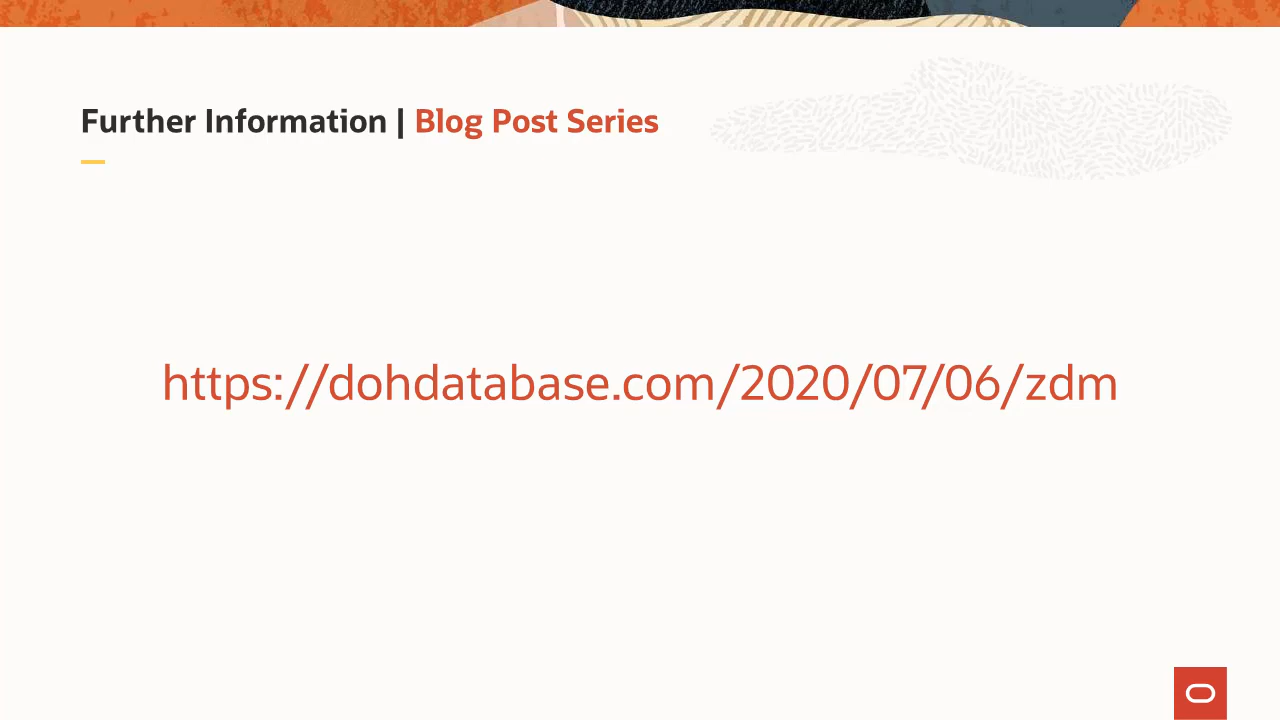 Further Information | Blog Post Series
https://dohdatabase.com/2020/07/06/zdm